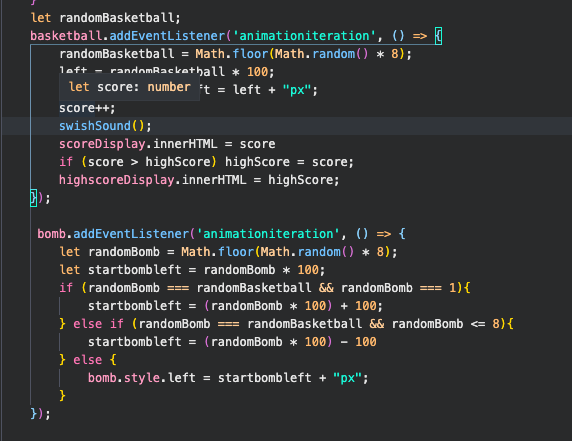 let randomBasketball;
basketball.addEventListener('animationiteration', () => {
randomBasketball = Math.floor(Math.random() * 8);
left = randomBasketball * 100;
let score: number
ft = left + "px";
score++;
swishSound();
scoreDisplay.innerHTML = score
if (score > highScore) highScore = score;
highscoreDisplay.innerHTML = highScore;
});
bomb.addEventListener('animationiteration', () => {
let randomBomb = Math.floor(Math.random() * 8);
let startbombleft = randomBomb * 100;
if (randomBomb === randomBasketball && randomBomb === 1){
startbombleft = (randomBomb * 100) + 100;
} else if (randomBomb === randomBasketball && randomBomb <= 8){
startbombleft = (randomBomb * 100) - 100
} else {
bomb.style.left = startbombleft + "px";
}
});